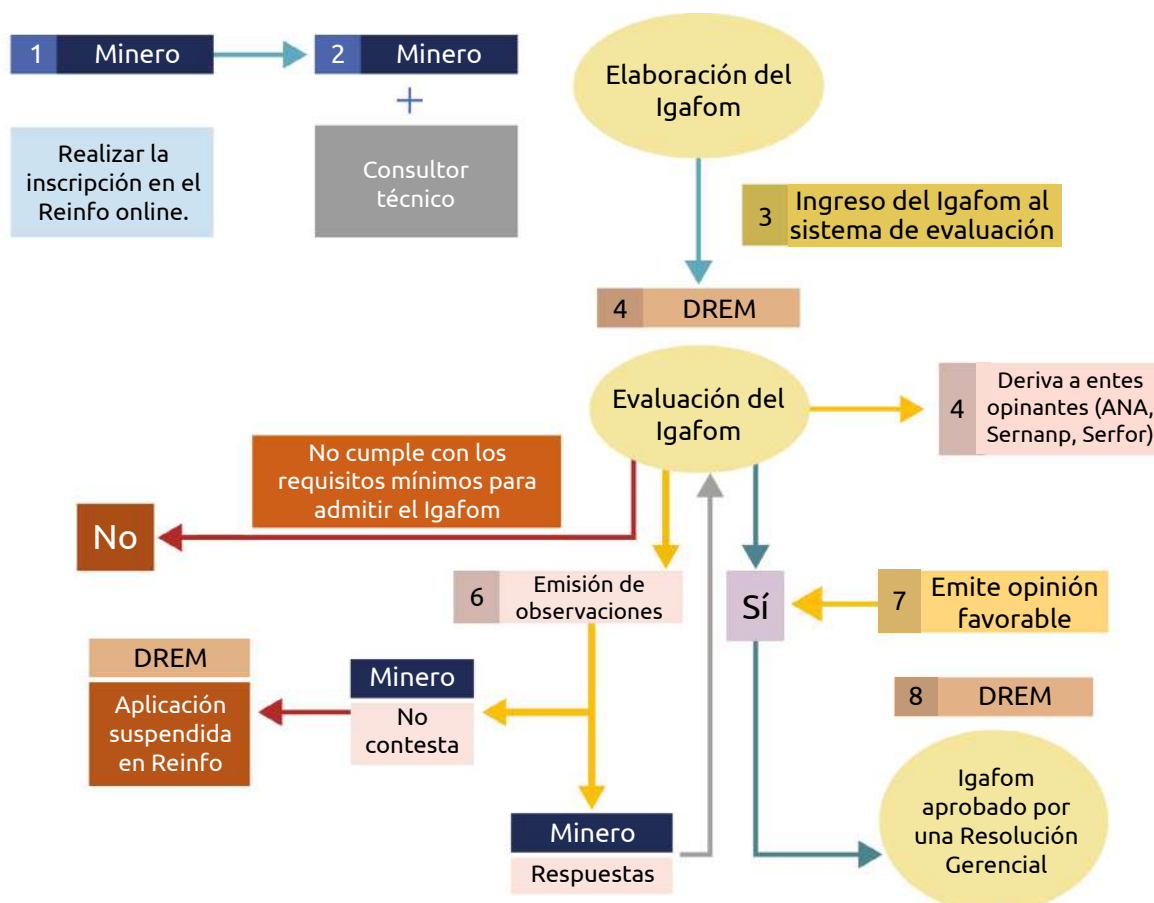 1 Minero
2 Minero
+
Realizar la
inscripción en el
Reinfo online.
Consultor
técnico
Elaboración del
Igafom
3 Ingreso del Igafom al
sistema de evaluación
4 DREM
Evaluación del
Igafom
4 Deriva a entes
opinantes (ANA,
Sernanp, Serfor)
No cumple con los
requisitos mínimos para
admitir el Igafom
No
6 Emisión de
observaciones
Sí
7 Emite opinión
favorable
DREM
Aplicación
suspendida
en Reinfo
Minero
No
contesta
8 DREM
Igafom
aprobado por
una Resolución
Gerencial
Minero
Respuestas